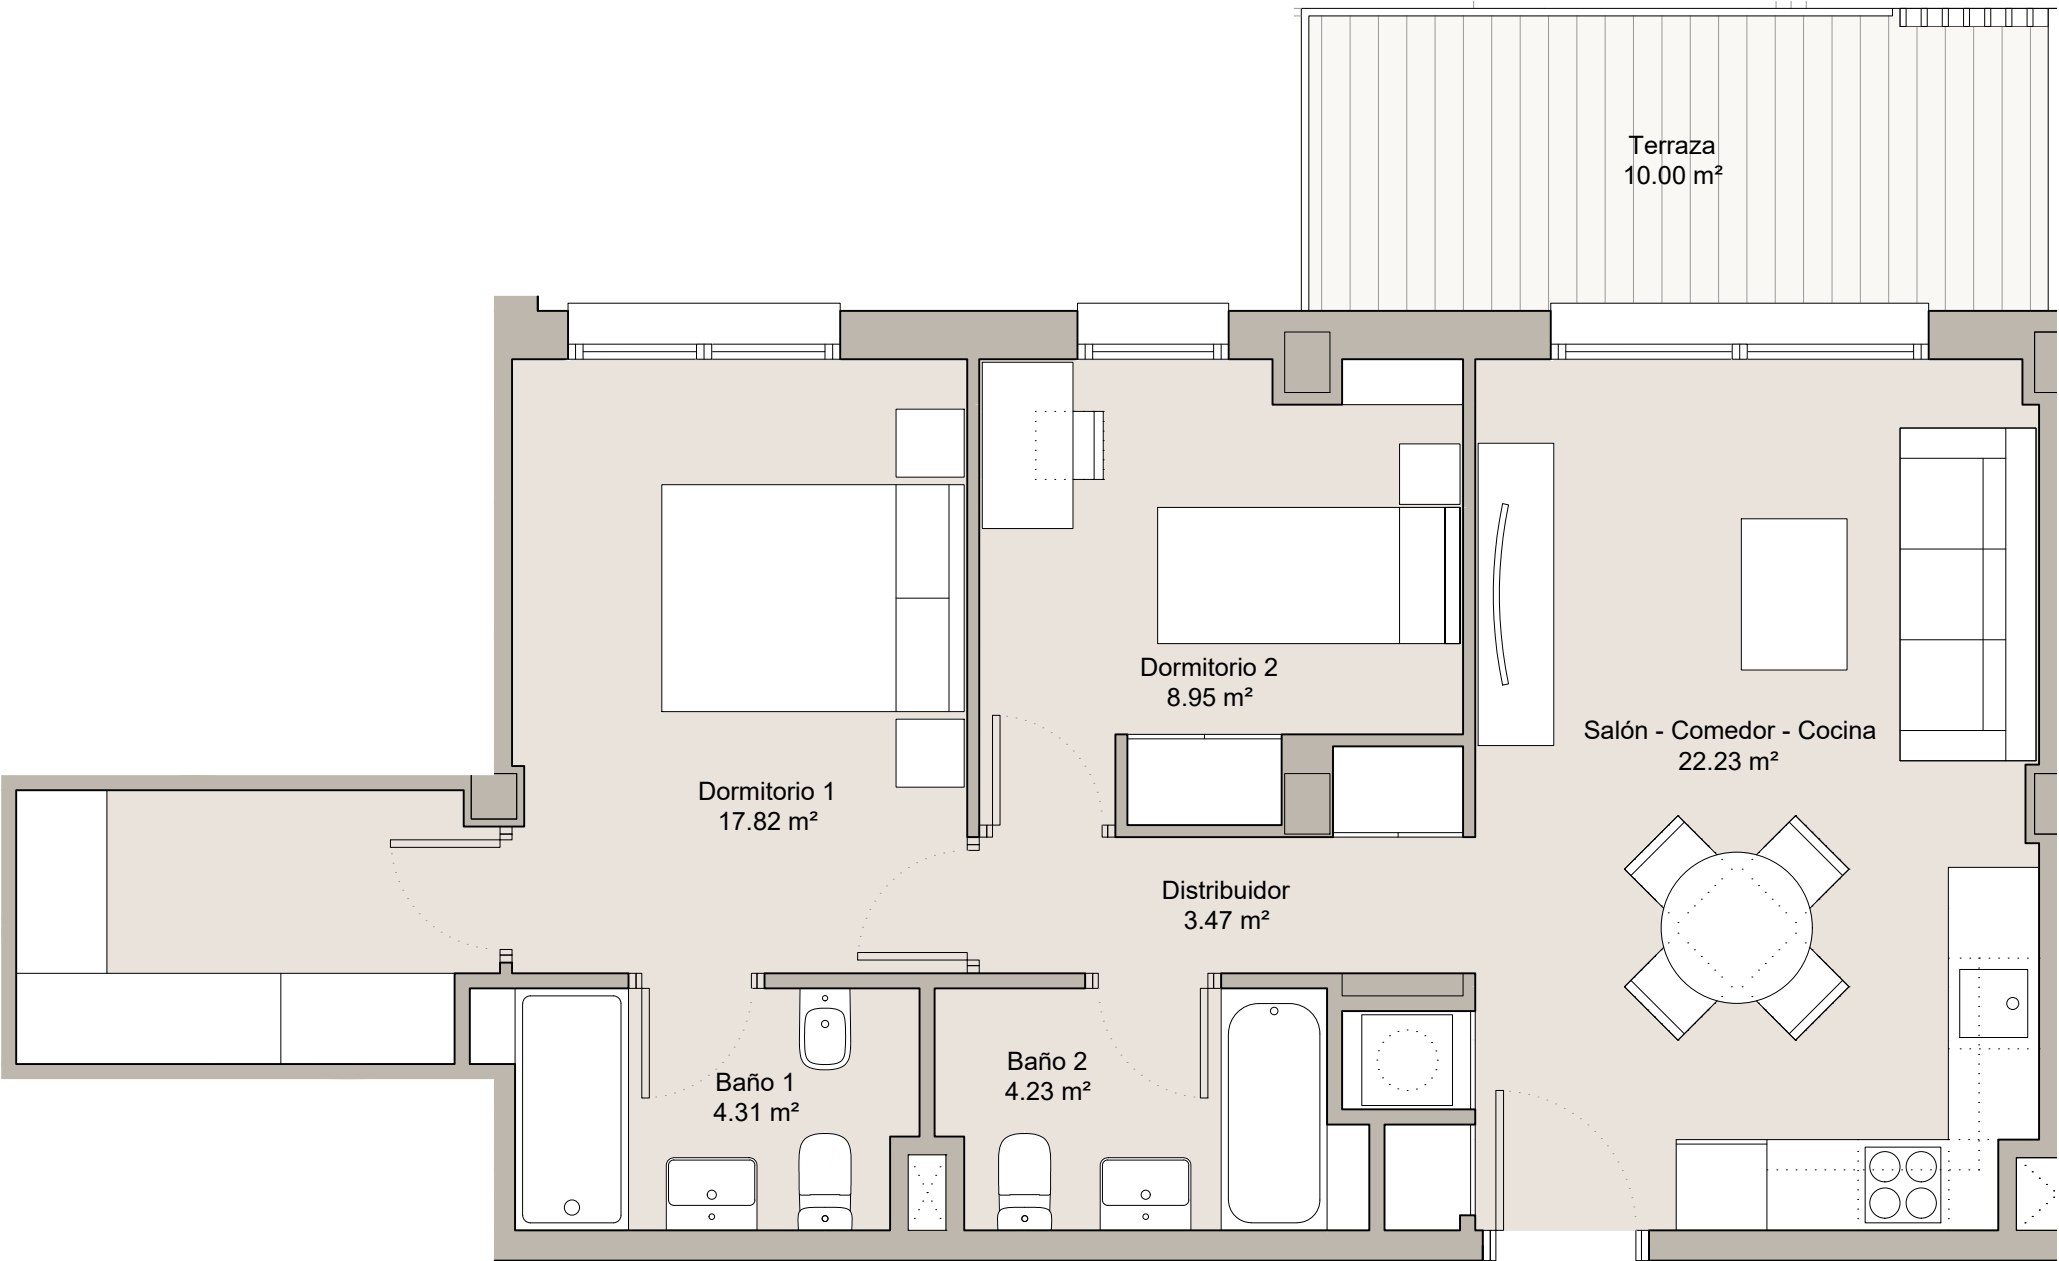 Terraza
10.00 m²
Dormitorio 2
8.95 m²
Salón - Comedor - Cocina
22.23 m²
Dormitorio 1
17.82 m²
Distribuidor
3.47 m²
Baño 2
4.23 m²
Baño 1
4.31 m²